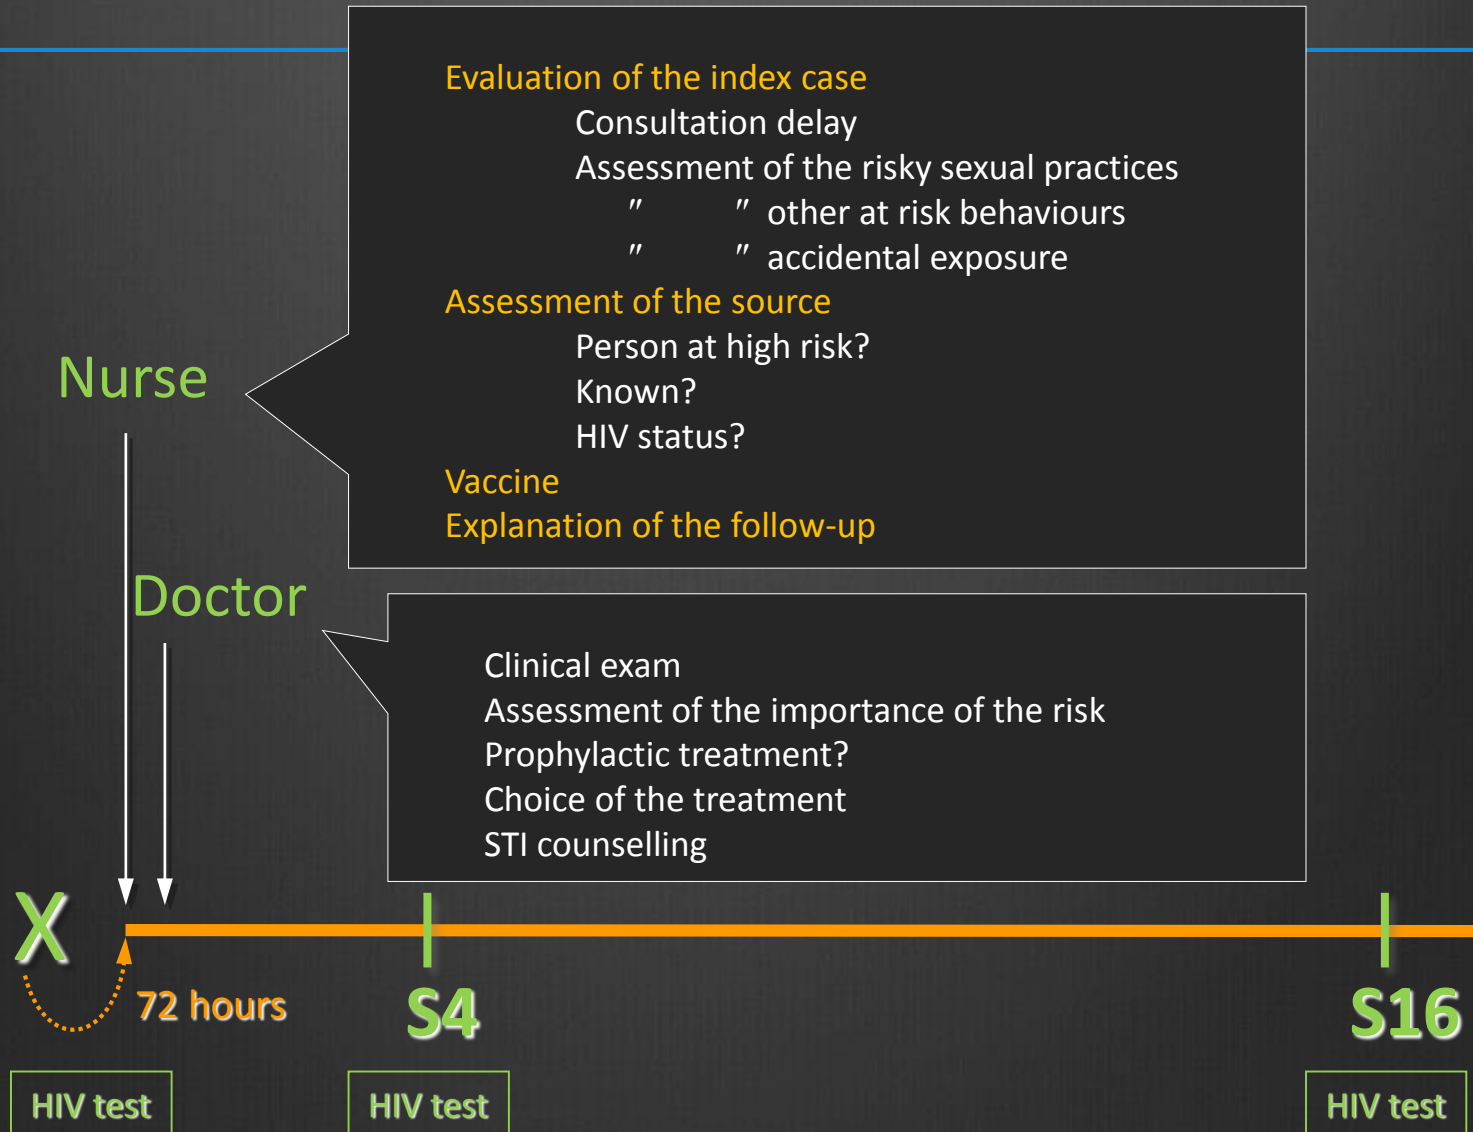 Evaluation of the index case
Consultation delay
Assessment of the risky sexual practices
" " other at risk behaviours
" " accidental exposure
Assessment of the source
Person at high risk?
Known?
HIV status?
Vaccine
Explanation of the follow-up
Nurse
Doctor
Clinical exam
Assessment of the importance of the risk
Prophylactic treatment?
Choice of the treatment
STI counselling
X
72 hours
S4
S16
HIV test
HIV test
HIV test